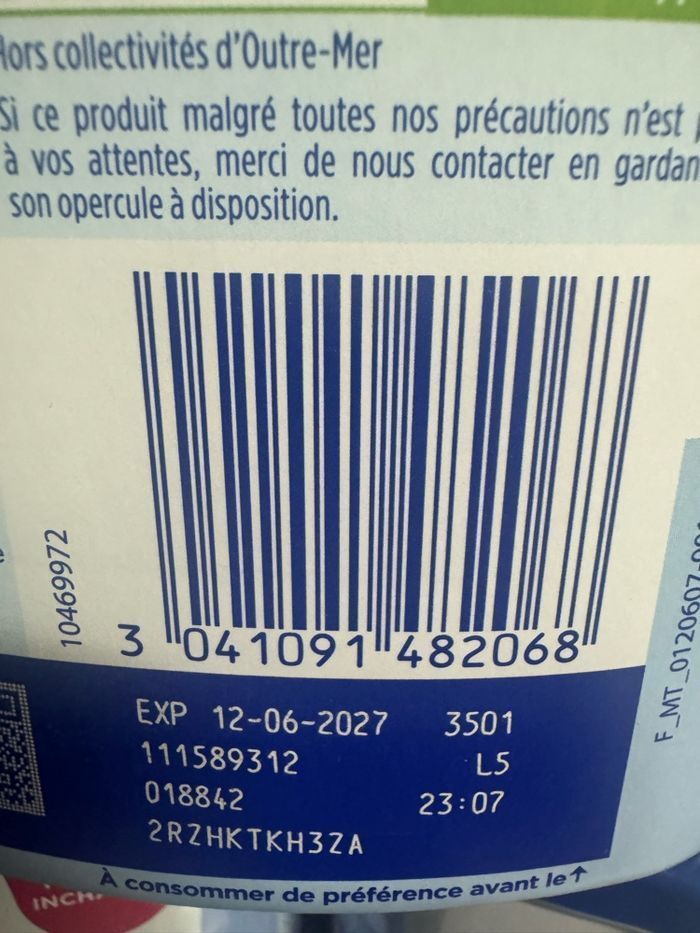 Hors collectivités d'Outre-Mer
Si ce produit malgré toutes nos précautions n'est
à vos attentes, merci de nous contacter en gardan
son opercule à disposition.
10469972
3 041091 482068
F_MT_0120607
EXP 12-06-2027 3501
111589312 L5
018842 23:07
2RZHKTKH3ZA
À consommer de préférence avant le↑
INCH